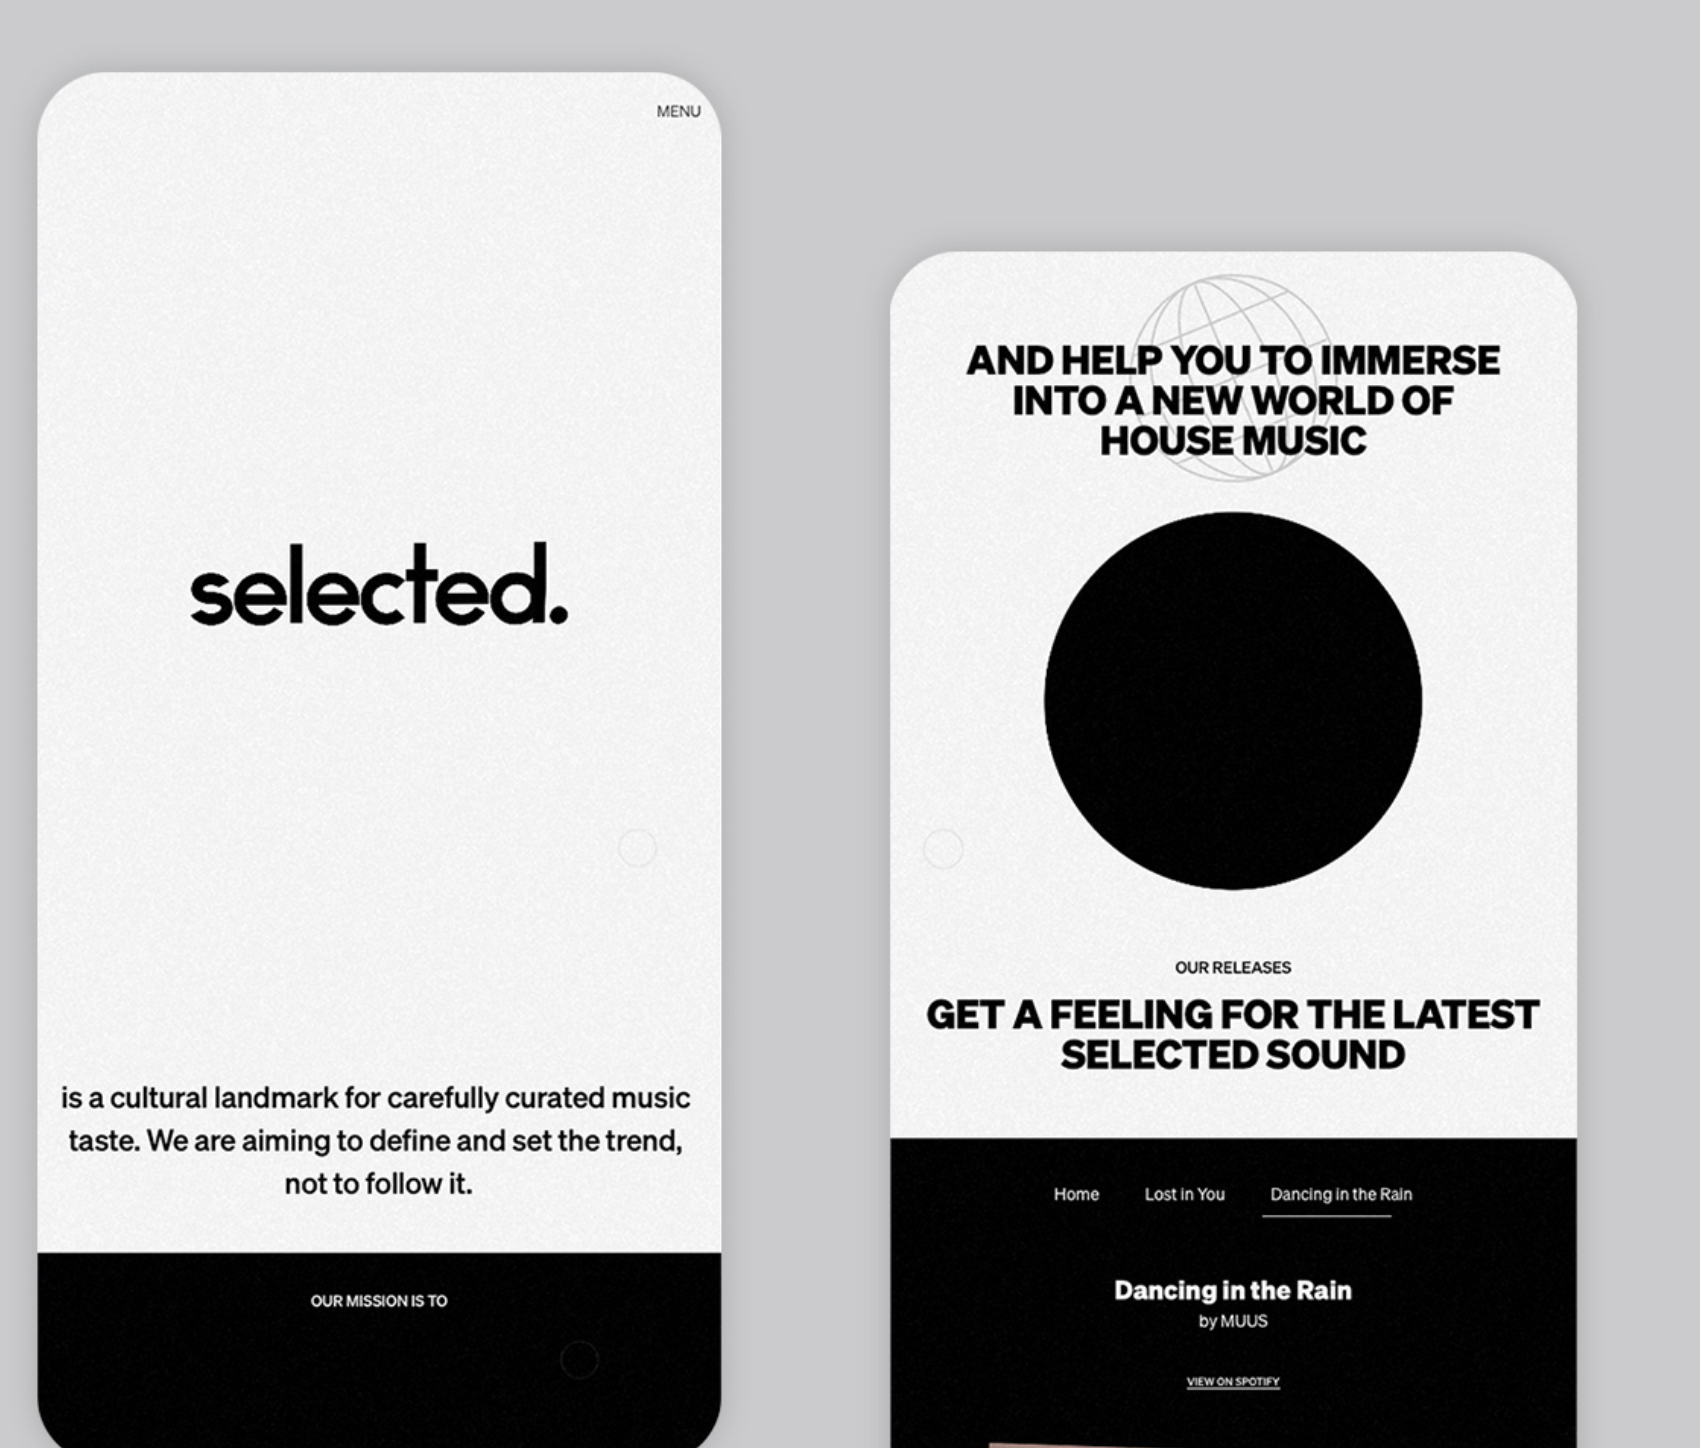 MENU
selected.
is a cultural landmark for carefully curated music
taste. We are aiming to define and set the trend,
not to follow it.
OUR MISSION IS TO
AND HELP YOU TO IMMERSE
INTO A NEW WORLD OF
HOUSE MUSIC
OUR RELEASES
GET A FEELING FOR THE LATEST
SELECTED SOUND
Home Lost in You Dancing in the Rain
Dancing in the Rain
by MUUS
VIEW ON SPOTIFY